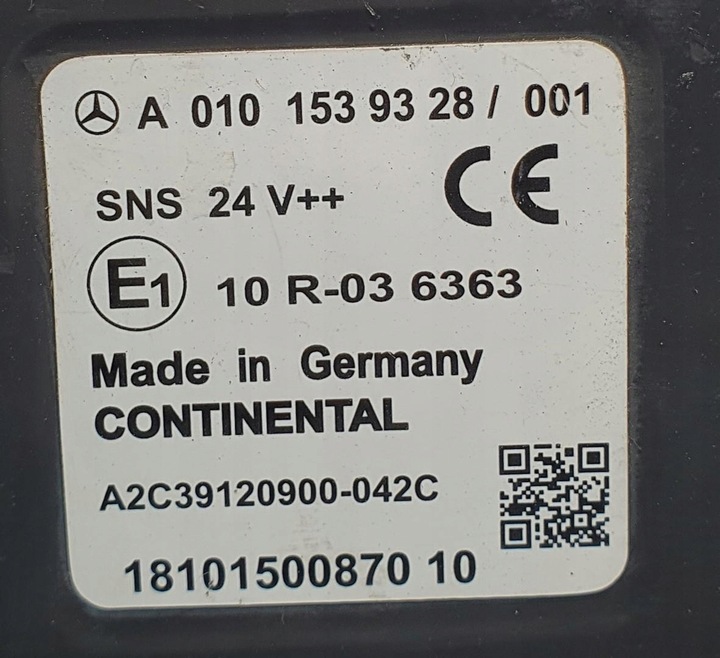 A 010 153 93 28 / 001
SNS 24 V++ CE
E1 10 R-03 6363
Made in Germany
CONTINENTAL
A2C39120900-042C
18101500870 10